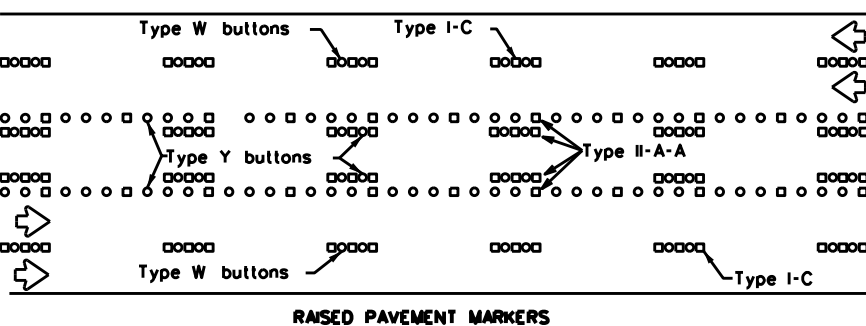 Type W buttons
Type I-C
Type Y buttons
Type II-A-A
Type W buttons
Type I-C
RAISED PAVEMENT MARKERS